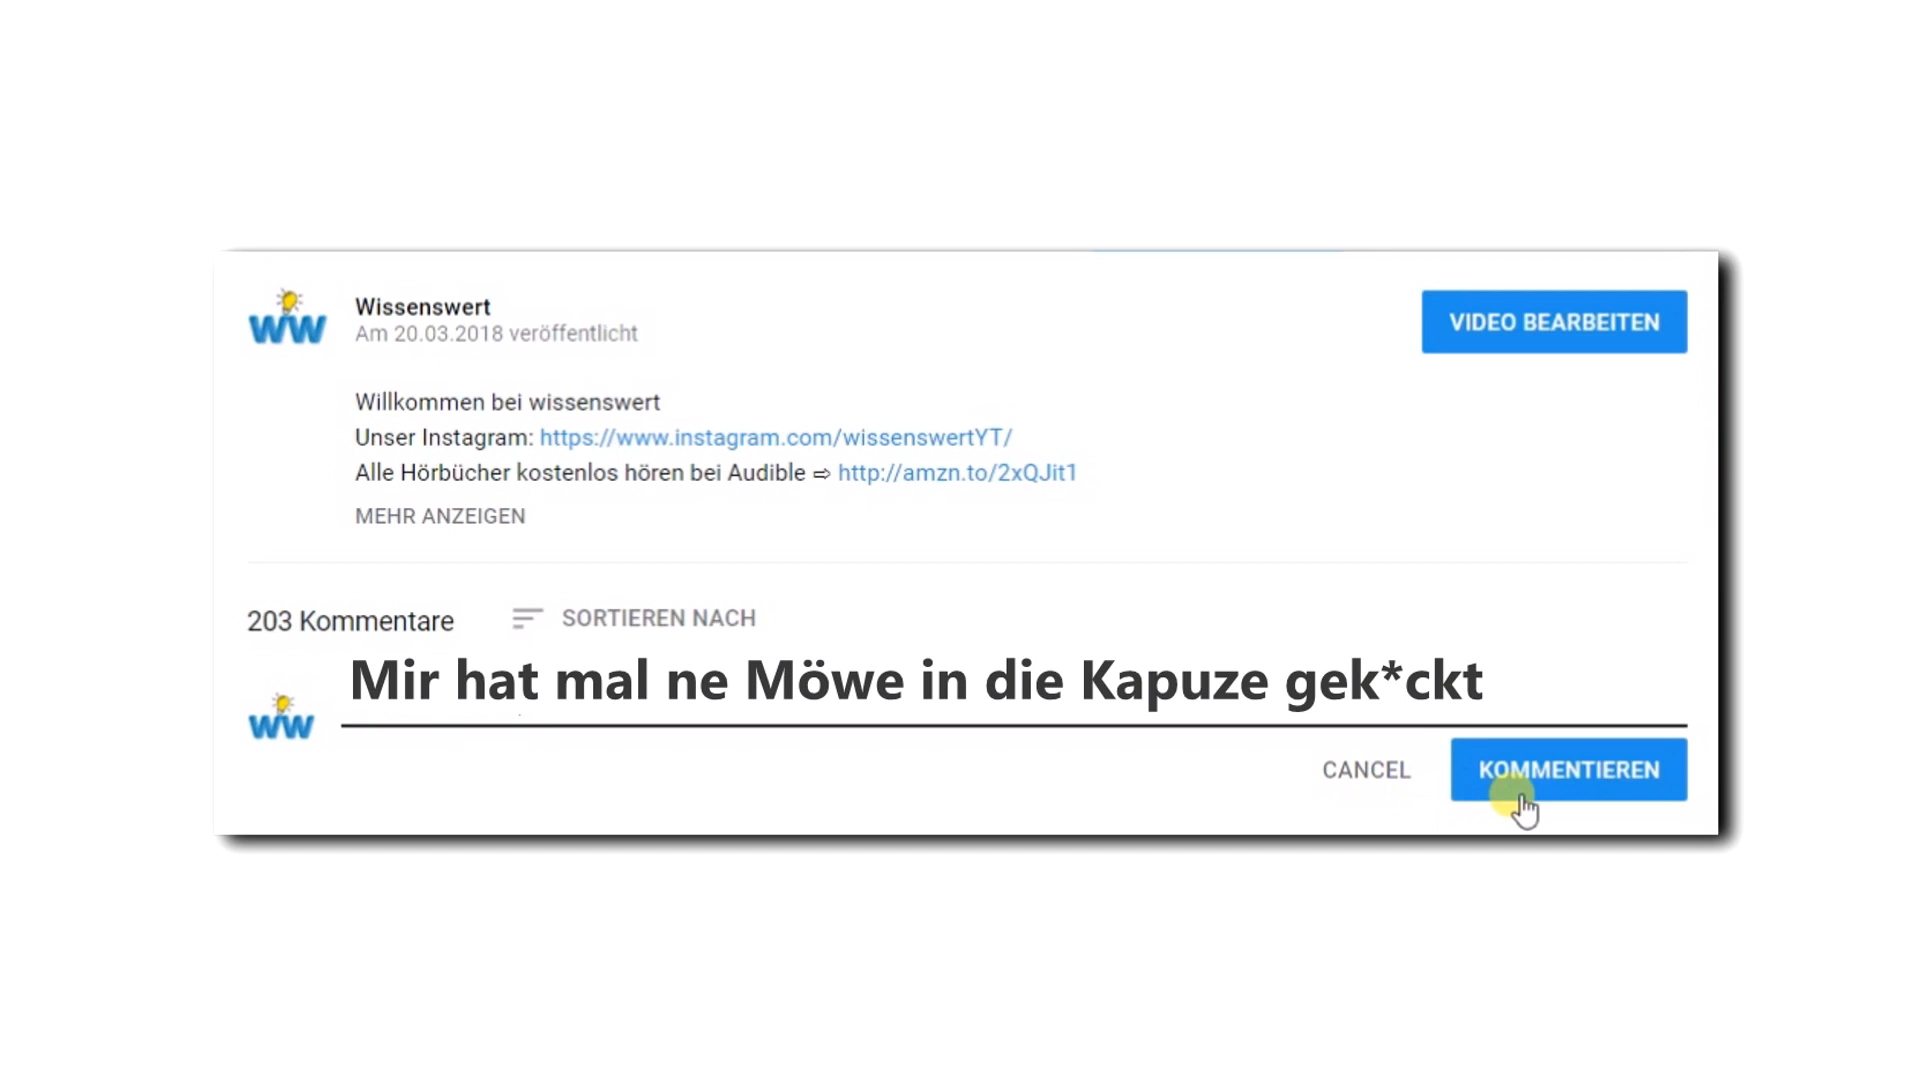 WW
Wissenswert
Am 20.03.2018 veröffentlicht
VIDEO BEARBEITEN
Willkommen bei wissenswert
Unser Instagram: https://www.instagram.com/wissenswertYT/
Alle Hörbücher kostenlos hören bei Audible ⇨ http://amzn.to/2xQJit1
MEHR ANZEIGEN
203 Kommentare SORTIEREN NACH
Mir hat mal ne Möwe in die Kapuze gek*ckt
WW
CANCEL KOMMENTIEREN